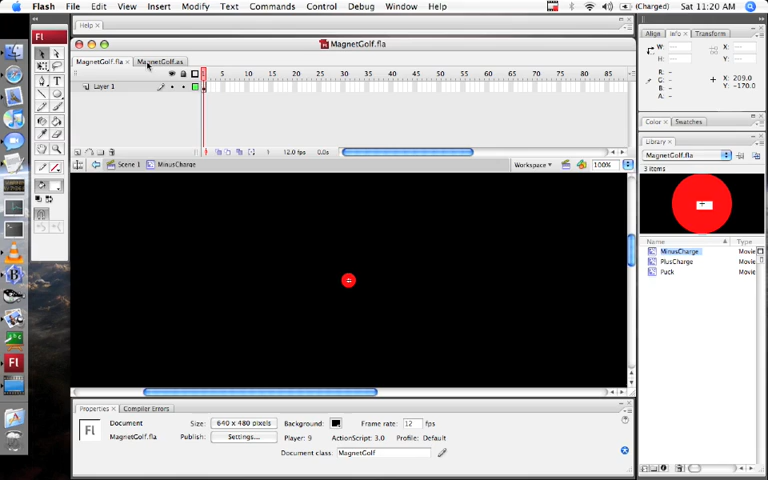 Flash File Edit View Insert Modify Text Commands Control Debug Window Help (Charged) Sat 11:20 AM
Help ×
MagnetGolf.fla
Fl
MagnetGolf.fla × MagnetGolf.as
1 5 10 15 20 25 30 35 40 45 50 55 60 65 70 75 80 85
Layer 1
1 12.0 fps 0.0s
Scene 1 MinusCharge Workspace 100%
Align Info × Transform
W:
H:
R:
G:
B:
A:
X: 209.0
Y: -170.0
Color × Swatches
Library ×
MagnetGolf.fla
3 items
Name Type
MinusCharge Movie
PlusCharge Movie
Puck Movie
Properties × Compiler Errors
Fl
Document
MagnetGolf.fla
Size: 640 x 480 pixels Background: Frame rate: 12 fps
Publish: Settings... Player: 9 ActionScript: 3.0 Profile: Default
Document class: MagnetGolf